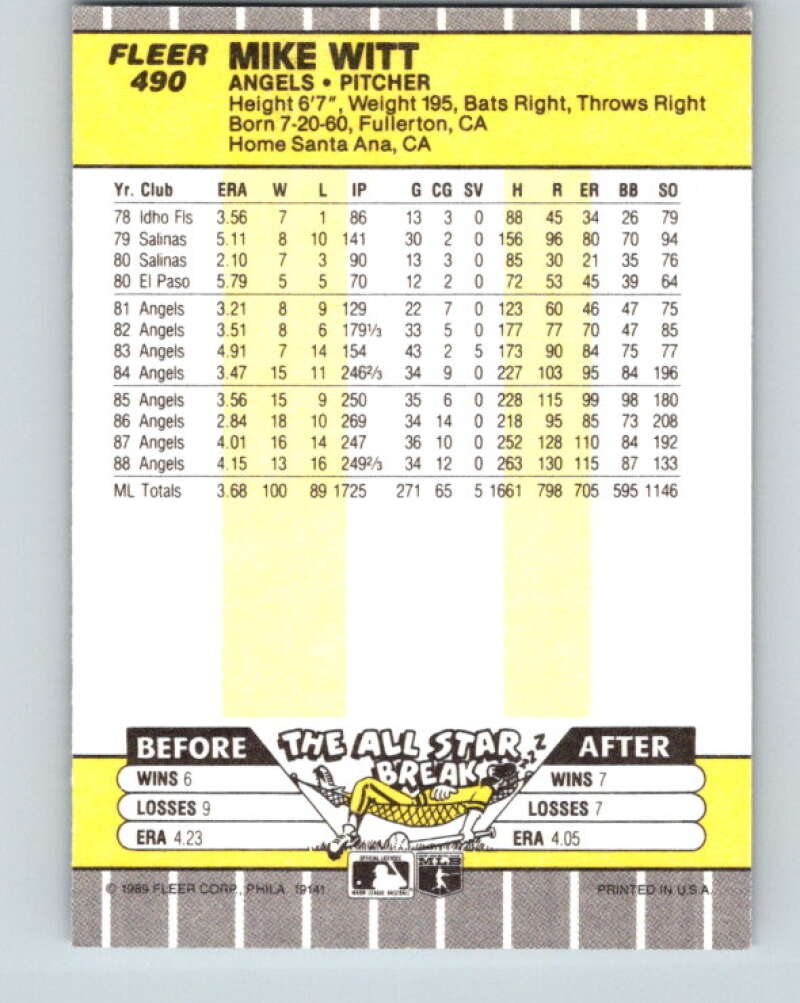 FLEER MIKE WITT
490 ANGELS • PITCHER
Height 6'7", Weight 195, Bats Right, Throws Right
Born 7-20-60, Fullerton, CA
Home Santa Ana, CA
Yr. Club ERA W L IP G CG SV H R ER BB SO
78 Idho Fls 3.56 7 1 86 13 3 0 88 45 34 26 79
79 Salinas 5.11 8 10 141 30 2 0 156 96 80 70 94
80 Salinas 2.10 7 3 90 13 3 0 85 30 21 35 76
80 El Paso 5.79 5 5 70 12 2 0 72 53 45 39 64
81 Angels 3.21 8 9 129 22 7 0 123 60 46 47 75
82 Angels 3.51 8 6 179⅓ 33 5 0 177 77 70 47 85
83 Angels 4.91 7 14 154 43 2 5 173 90 84 75 77
84 Angels 3.47 15 11 246⅔ 34 9 0 227 103 95 84 196
85 Angels 3.56 15 9 250 35 6 0 228 115 99 98 180
86 Angels 2.84 18 10 269 34 14 0 218 95 85 73 208
87 Angels 4.01 16 14 247 36 10 0 252 128 110 84 192
88 Angels 4.15 13 16 249⅔ 34 12 0 263 130 115 87 133
ML Totals 3.68 100 89 1725 271 65 5 1661 798 705 595 1146
BEFORE THE ALL STAR ZZZ AFTER
BREAK
WINS 6 WINS 7
LOSSES 9 LOSSES 7
ERA 4.23 ERA 4.05
OFFICIAL LICENSEE MLB
MAJOR LEAGUE BASEBALL
© 1989 FLEER CORP., PHILA. 19141 PRINTED IN U.S.A.